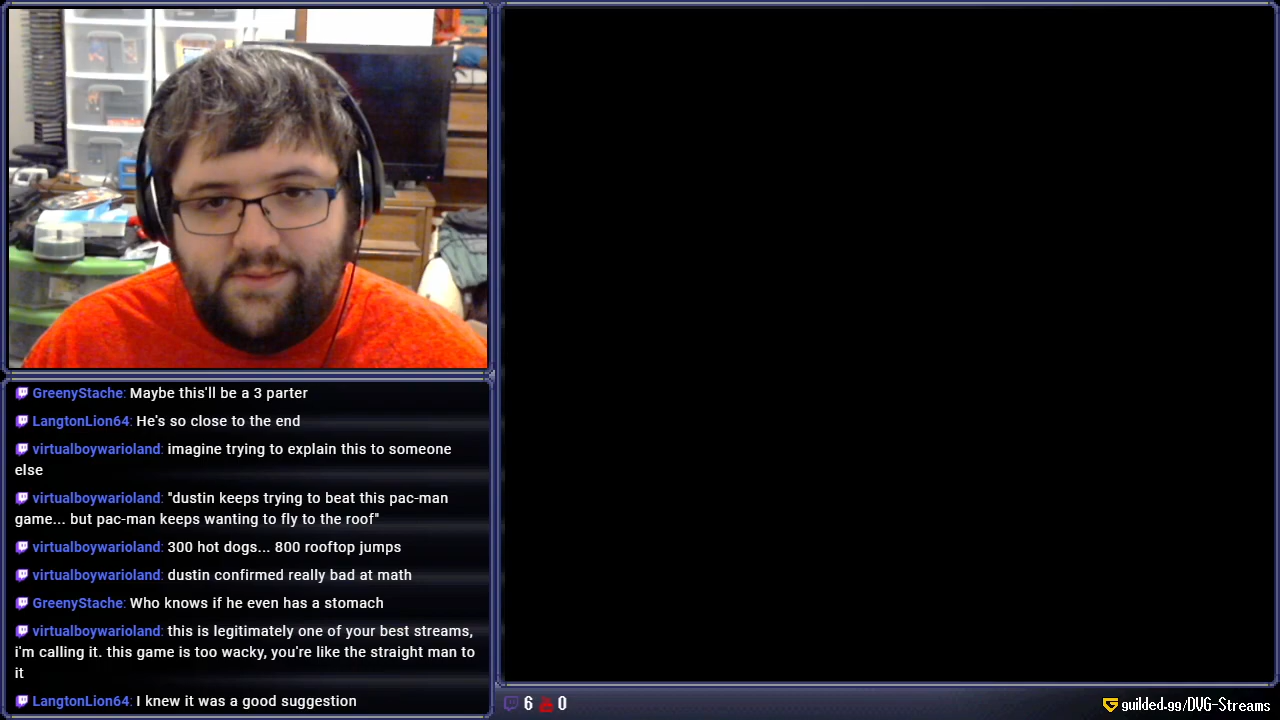 GreenyStache: Maybe this'll be a 3 parter
LangtonLion64: He's so close to the end
virtualboywarioland: imagine trying to explain this to someone
else
virtualboywarioland: "dustin keeps trying to beat this pac-man
game... but pac-man keeps wanting to fly to the roof"
virtualboywarioland: 300 hot dogs... 800 rooftop jumps
virtualboywarioland: dustin confirmed really bad at math
GreenyStache: Who knows if he even has a stomach
virtualboywarioland: this is legitimately one of your best streams,
i'm calling it. this game is too wacky, you're like the straight man to
it
LangtonLion64: I knew it was a good suggestion
6 0
guilded.gg/DVG-Streams